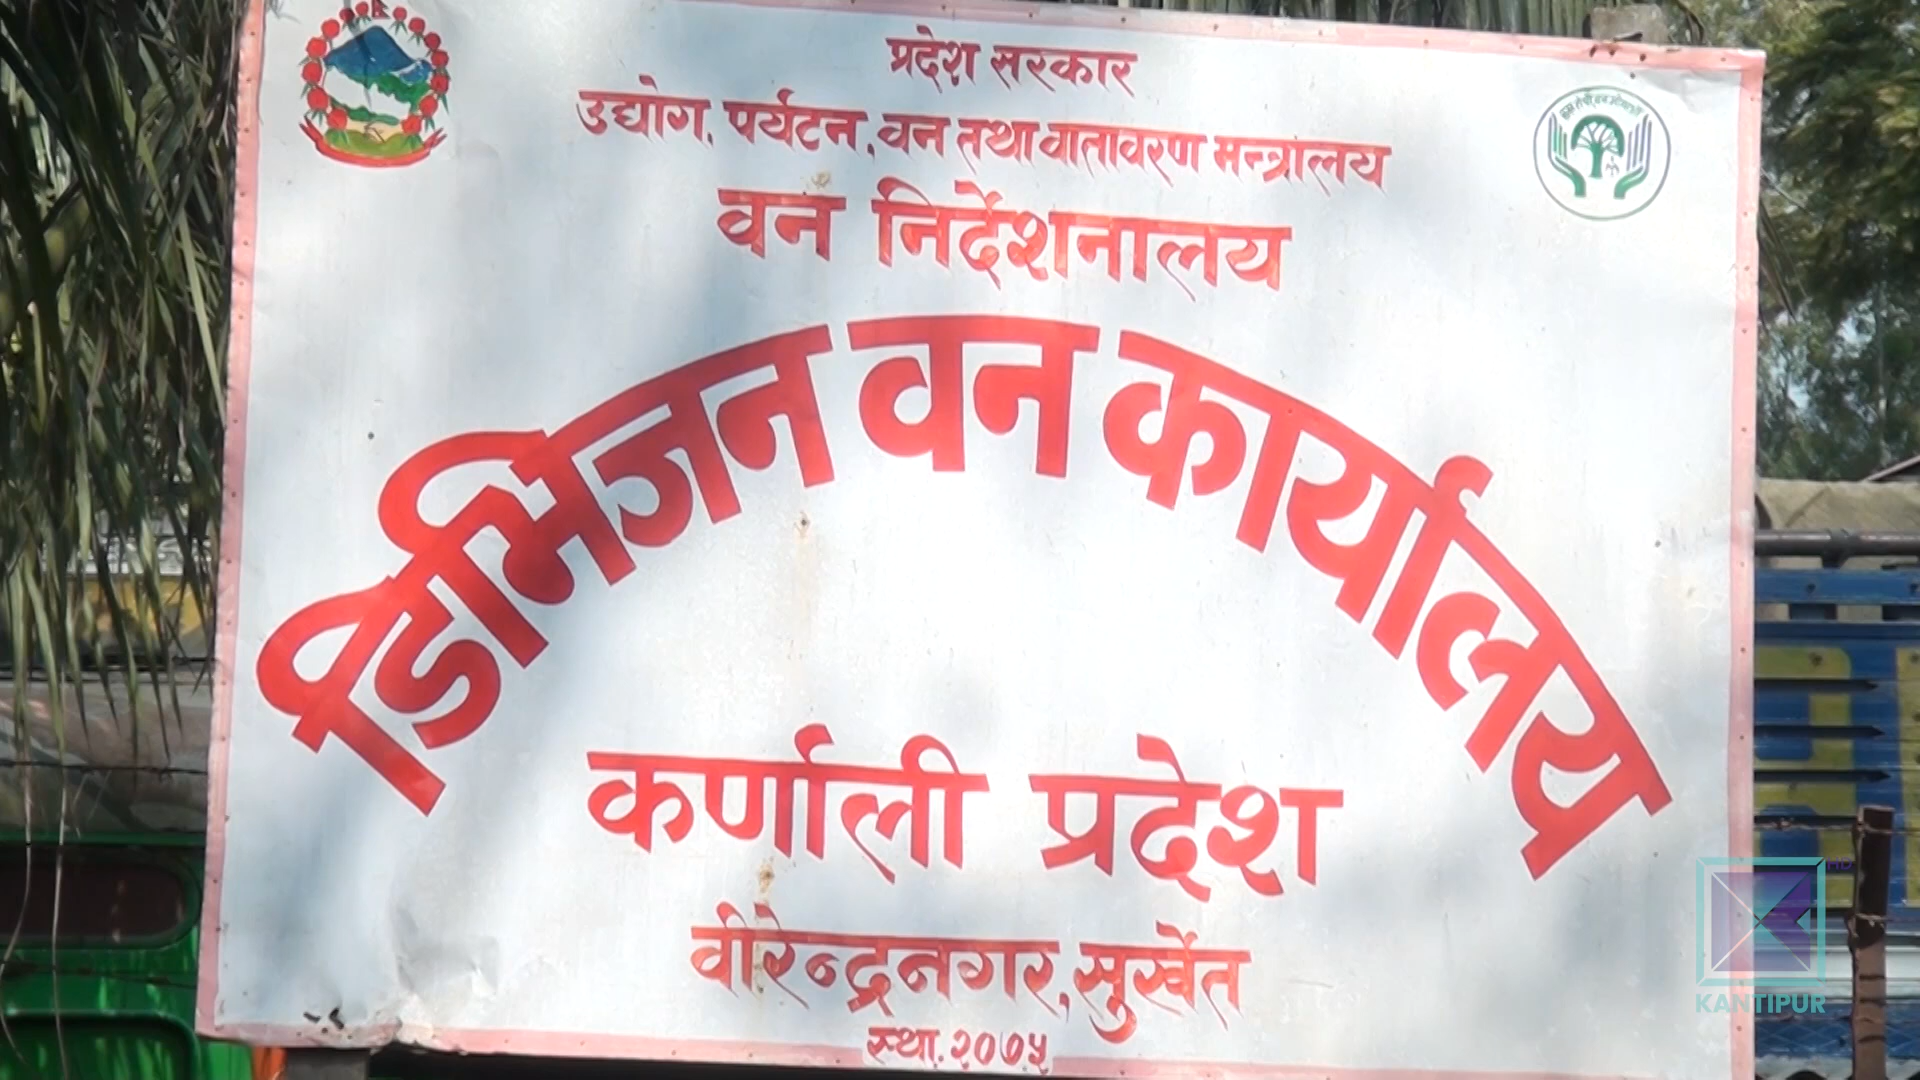 प्रदेश सरकार
उद्योग, पर्यटन, वन तथा वातावरण मन्त्रालय
वन निर्देशनालय
डिभिजन वन कार्यालय
कर्णाली प्रदेश
वीरेन्द्रनगर, सुर्खेत
स्था. २०७५
HD
KANTIPUR